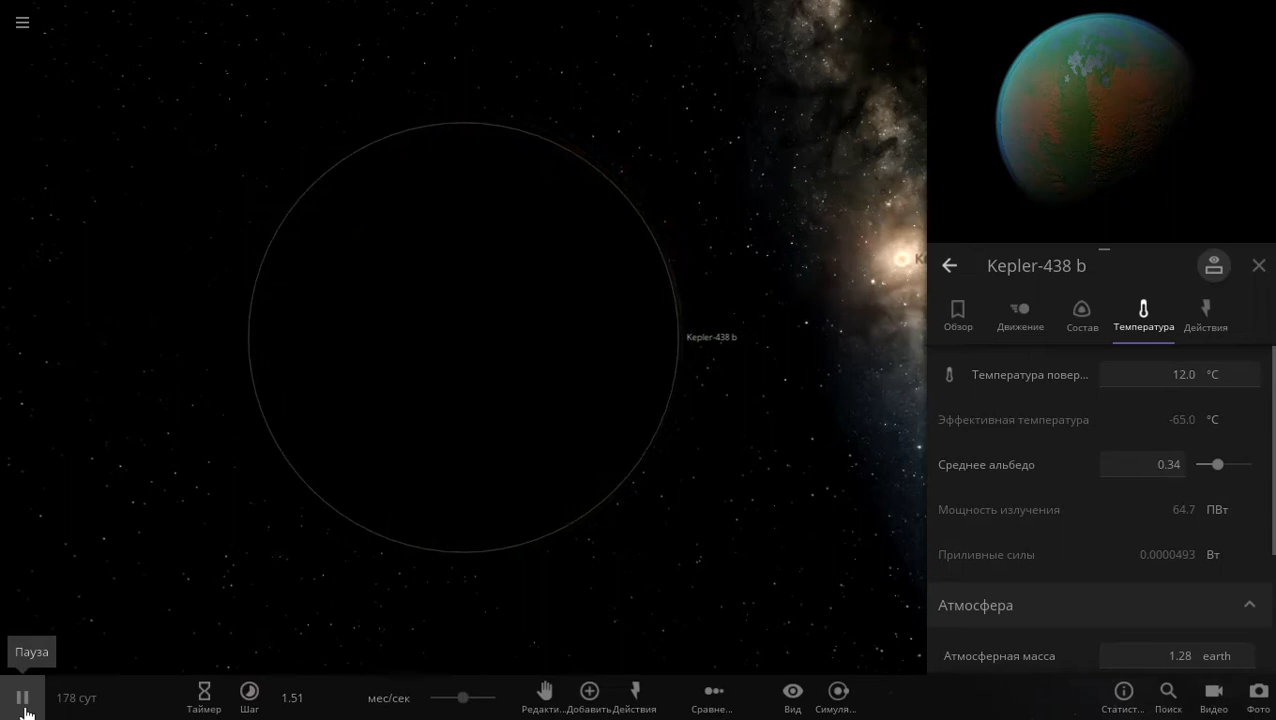 Kepler-438 b
Kepler-438 b
Обзор
Движение
Состав
Температура
Действия
Температура повер... 12.0 °C
Эффективная температура -65.0 °C
Среднее альбедо 0.34
Мощность излучения 64.7 ПВт
Приливные силы 0.0000493 Вт
Атмосфера
Атмосферная масса 1.28 earth
Пауза
178 сут
Таймер
Шаг
1.51 мес/сек
Редакти...
Добавить
Действия
Сравне...
Вид
Симуля...
Статист...
Поиск
Видео
Фото